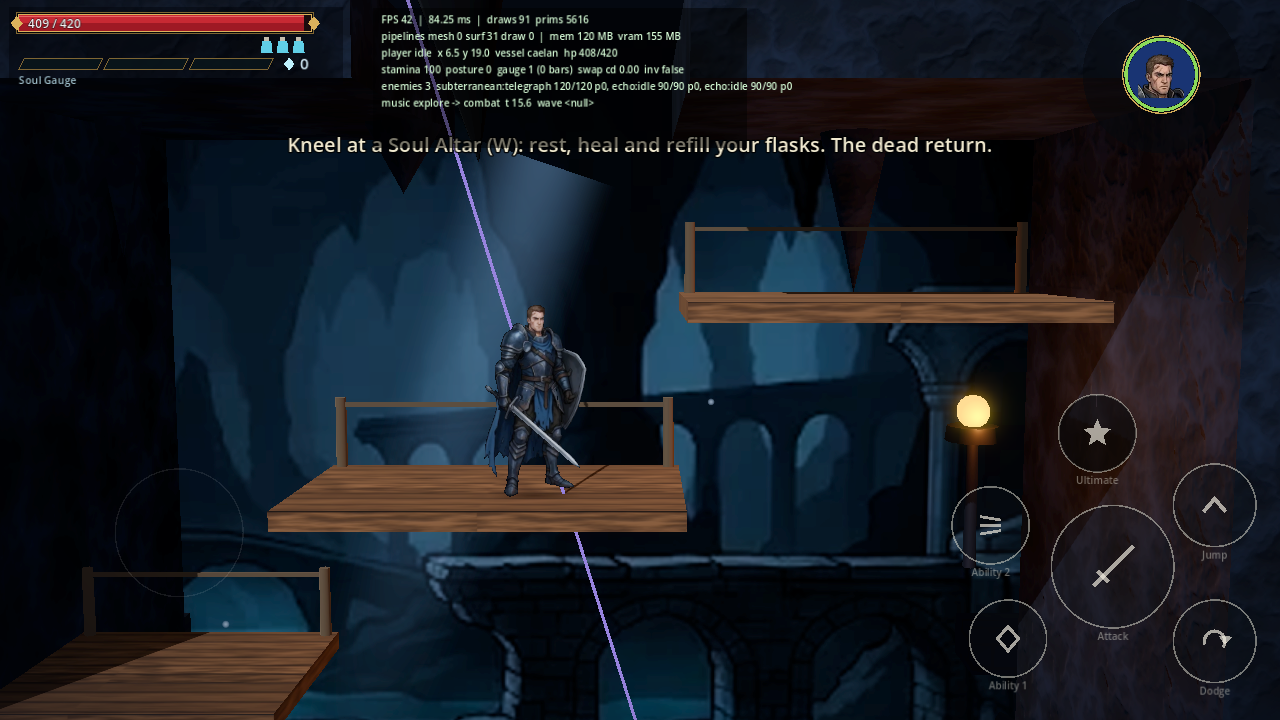 409 / 420
0
Soul Gauge
FPS 42 | 84.25 ms | draws 91 prims 5616
pipelines mesh 0 surf 31 draw 0 | mem 120 MB vram 155 MB
player idle x 6.5 y 19.0 vessel caelan hp 408/420
stamina 100 posture 0 gauge 1 (0 bars) swap cd 0.00 inv false
enemies 3 subterranean:telegraph 120/120 p0, echo:idle 90/90 p0, echo:idle 90/90 p0
music explore -> combat t 15.6 wave <null>
Kneel at a Soul Altar (W): rest, heal and refill your flasks. The dead return.
Ultimate
Jump
Ability 2
Attack
Ability 1
Dodge